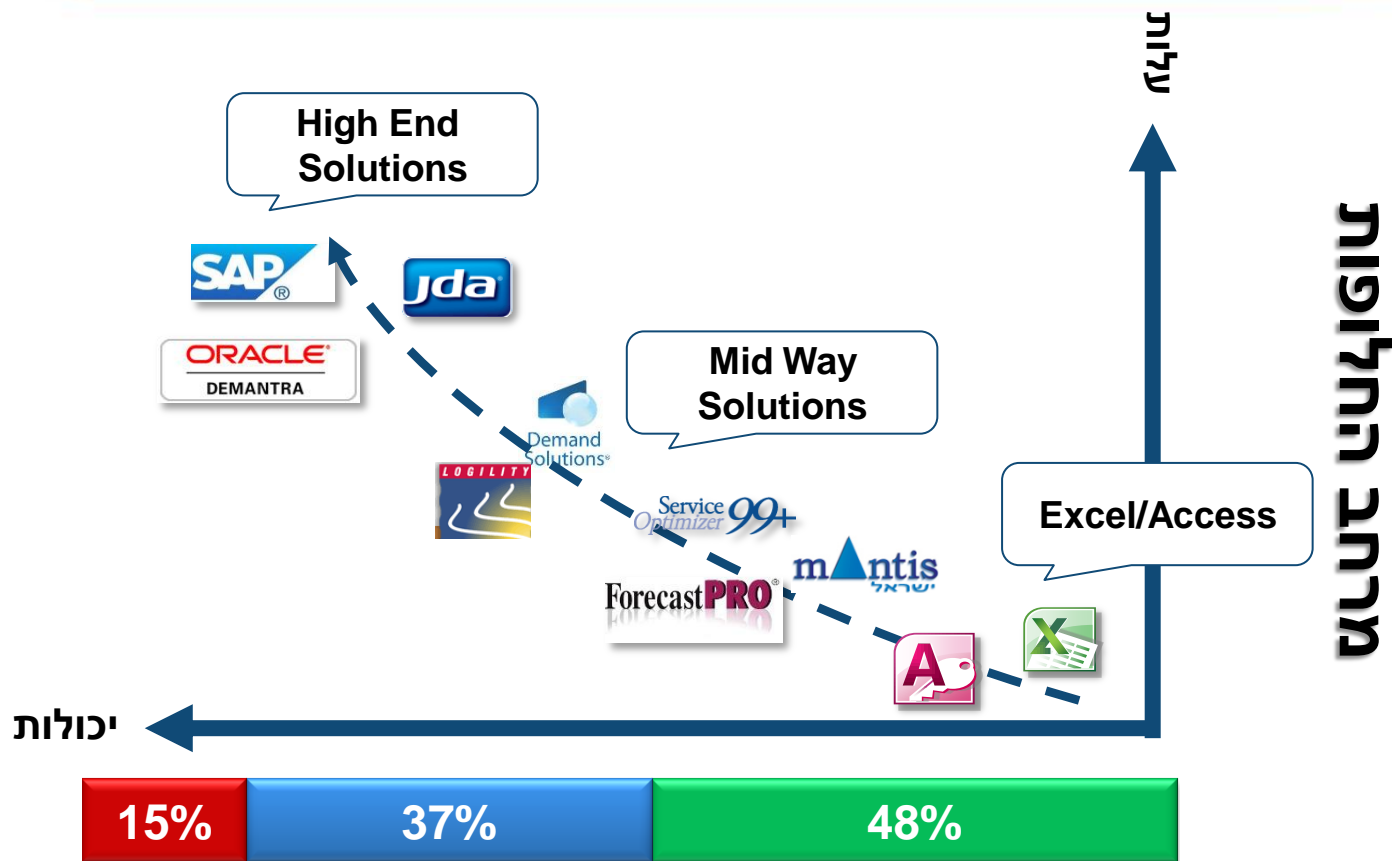 עלות
High End
Solutions
מרחב החלופות
SAP®
jda
ORACLE®
DEMANTRA
Mid Way
Solutions
Demand
Solutions®
LOGILITY
Excel/Access
Service
Optimizer 99+
mantis
ישראל
ForecastPRO®
A
X
יכולות
15%
37%
48%